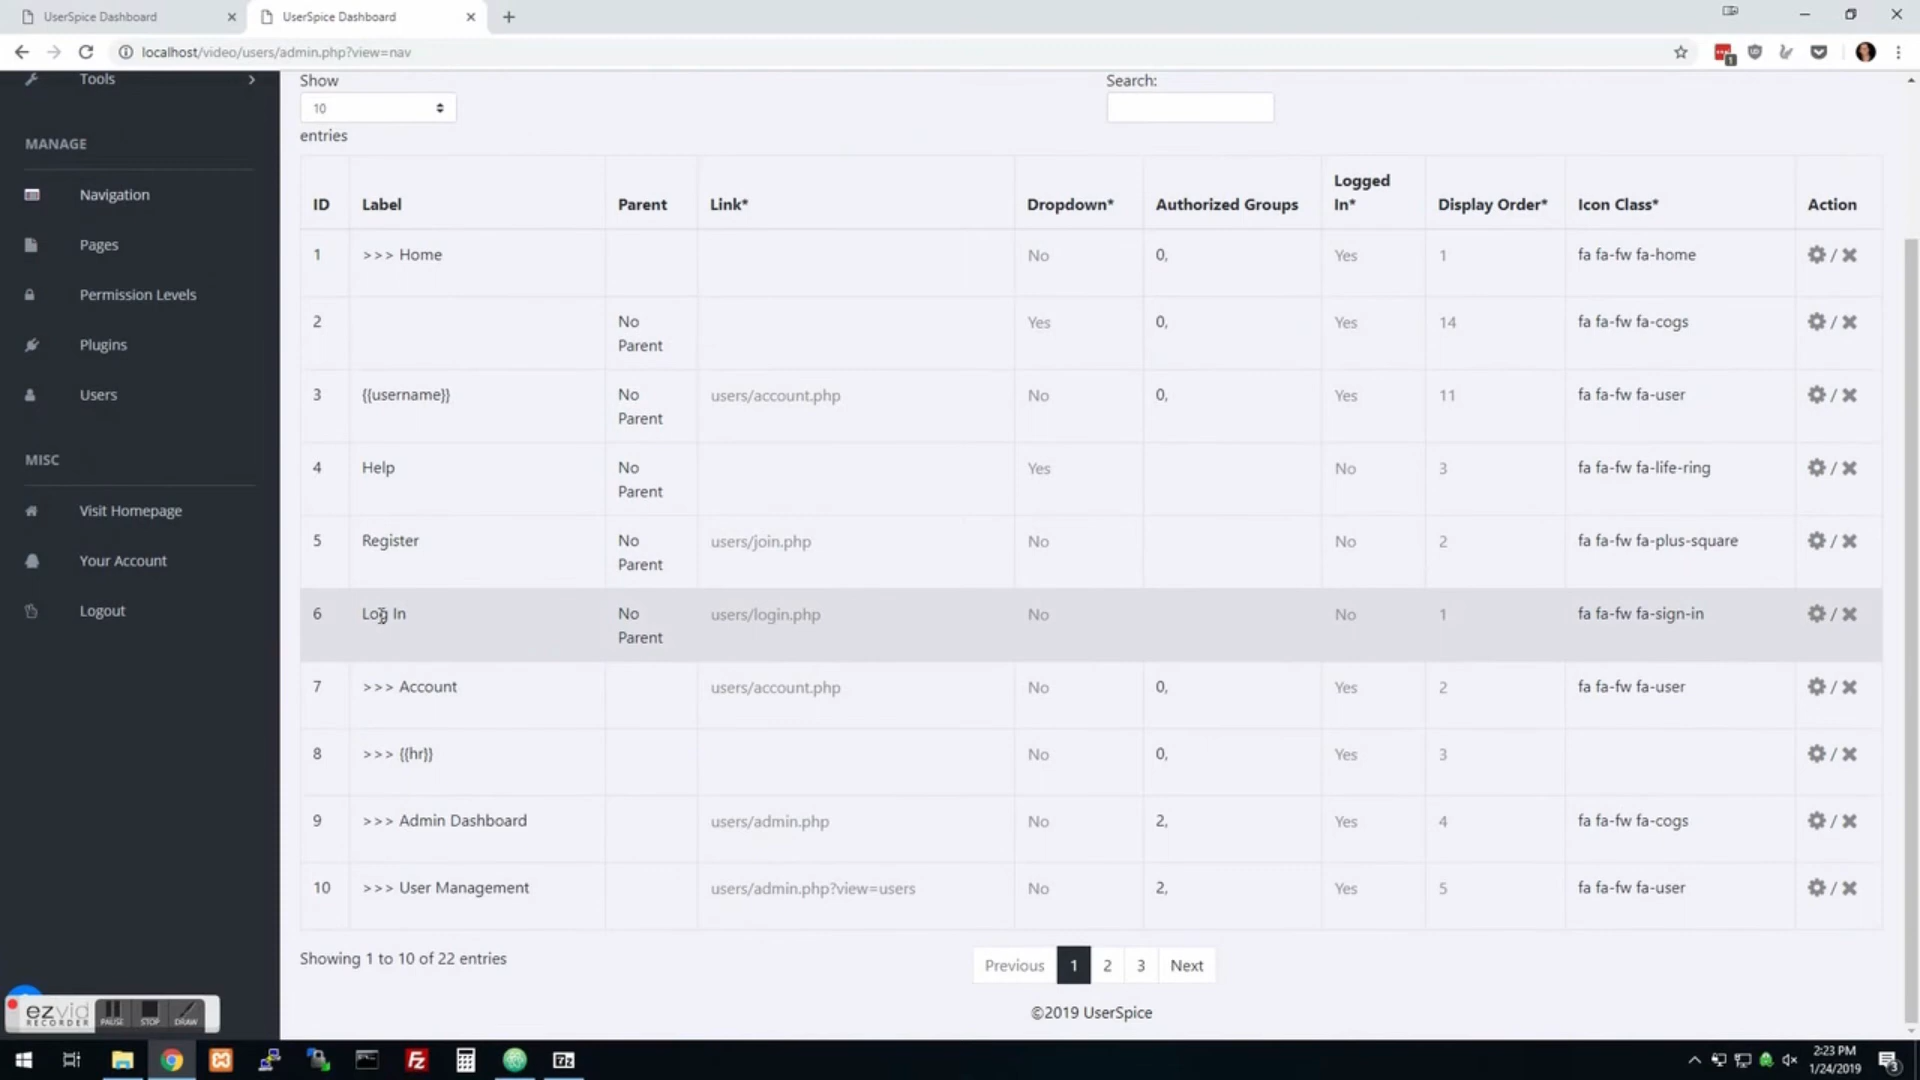 UserSpice Dashboard
UserSpice Dashboard
localhost/video/users/admin.php?view=nav
Tools
MANAGE
Navigation
Pages
Permission Levels
Plugins
Users
MISC
Visit Homepage
Your Account
Logout
Show
10
entries
Search:
ID Label Parent Link* Dropdown* Authorized Groups Logged In* Display Order* Icon Class* Action
1 >>> Home No 0, Yes 1 fa fa-fw fa-home /
2 No Parent Yes 0, Yes 14 fa fa-fw fa-cogs /
3 {{username}} No Parent users/account.php No 0, Yes 11 fa fa-fw fa-user /
4 Help No Parent Yes No 3 fa fa-fw fa-life-ring /
5 Register No Parent users/join.php No No 2 fa fa-fw fa-plus-square /
6 Log In No Parent users/login.php No No 1 fa fa-fw fa-sign-in /
7 >>> Account users/account.php No 0, Yes 2 fa fa-fw fa-user /
8 >>> {{hr}} No 0, Yes 3 /
9 >>> Admin Dashboard users/admin.php No 2, Yes 4 fa fa-fw fa-cogs /
10 >>> User Management users/admin.php?view=users No 2, Yes 5 fa fa-fw fa-user /
Showing 1 to 10 of 22 entries
Previous 1 2 3 Next
©2019 UserSpice
ezvid
RECORDER
PAUSE STOP DRAW
2:23 PM
1/24/2019